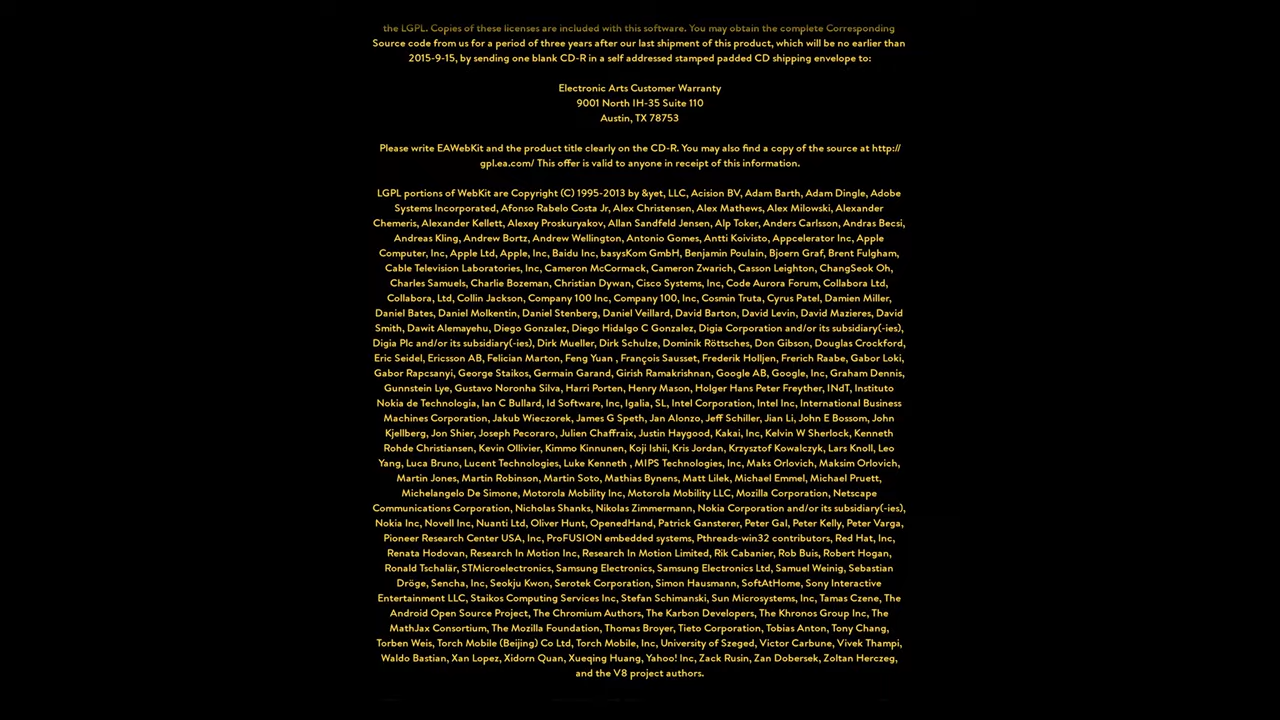 the LGPL. Copies of these licenses are included with this software. You may obtain the complete Corresponding
Source code from us for a period of three years after our last shipment of this product, which will be no earlier than
2015-9-15, by sending one blank CD-R in a self addressed stamped padded CD shipping envelope to:
Electronic Arts Customer Warranty
9001 North IH-35 Suite 110
Austin, TX 78753
Please write EAWebKit and the product title clearly on the CD-R. You may also find a copy of the source at http://
gpl.ea.com/ This offer is valid to anyone in receipt of this information.
LGPL portions of WebKit are Copyright (C) 1995-2013 by &yet, LLC, Acision BV, Adam Barth, Adam Dingle, Adobe
Systems Incorporated, Afonso Rabelo Costa Jr, Alex Christensen, Alex Mathews, Alex Milowski, Alexander
Chemeris, Alexander Kellett, Alexey Proskuryakov, Allan Sandfeld Jensen, Alp Toker, Anders Carlsson, Andras Becsi,
Andreas Kling, Andrew Bortz, Andrew Wellington, Antonio Gomes, Antti Koivisto, Appcelerator Inc, Apple
Computer, Inc, Apple Ltd, Apple, Inc, Baidu Inc, basysKom GmbH, Benjamin Poulain, Bjoern Graf, Brent Fulgham,
Cable Television Laboratories, Inc, Cameron McCormack, Cameron Zwarich, Casson Leighton, ChangSeok Oh,
Charles Samuels, Charlie Bozeman, Christian Dywan, Cisco Systems, Inc, Code Aurora Forum, Collabora Ltd,
Collabora, Ltd, Collin Jackson, Company 100 Inc, Company 100, Inc, Cosmin Truta, Cyrus Patel, Damien Miller,
Daniel Bates, Daniel Molkentin, Daniel Stenberg, Daniel Veillard, David Barton, David Levin, David Mazieres, David
Smith, Dawit Alemayehu, Diego Gonzalez, Diego Hidalgo C Gonzalez, Digia Corporation and/or its subsidiary(-ies),
Digia Plc and/or its subsidiary(-ies), Dirk Mueller, Dirk Schulze, Dominik Röttsches, Don Gibson, Douglas Crockford,
Eric Seidel, Ericsson AB, Felician Marton, Feng Yuan , François Sausset, Frederik Holljen, Frerich Raabe, Gabor Loki,
Gabor Rapcsanyi, George Staikos, Germain Garand, Girish Ramakrishnan, Google AB, Google, Inc, Graham Dennis,
Gunnstein Lye, Gustavo Noronha Silva, Harri Porten, Henry Mason, Holger Hans Peter Freyther, INdT, Instituto
Nokia de Technologia, Ian C Bullard, Id Software, Inc, Igalia, SL, Intel Corporation, Intel Inc, International Business
Machines Corporation, Jakub Wieczorek, James G Speth, Jan Alonzo, Jeff Schiller, Jian Li, John E Bossom, John
Kjellberg, Jon Shier, Joseph Pecoraro, Julien Chaffraix, Justin Haygood, Kakai, Inc, Kelvin W Sherlock, Kenneth
Rohde Christiansen, Kevin Ollivier, Kimmo Kinnunen, Koji Ishii, Kris Jordan, Krzysztof Kowalczyk, Lars Knoll, Leo
Yang, Luca Bruno, Lucent Technologies, Luke Kenneth , MIPS Technologies, Inc, Maks Orlovich, Maksim Orlovich,
Martin Jones, Martin Robinson, Martin Soto, Mathias Bynens, Matt Lilek, Michael Emmel, Michael Pruett,
Michelangelo De Simone, Motorola Mobility Inc, Motorola Mobility LLC, Mozilla Corporation, Netscape
Communications Corporation, Nicholas Shanks, Nikolas Zimmermann, Nokia Corporation and/or its subsidiary(-ies),
Nokia Inc, Novell Inc, Nuanti Ltd, Oliver Hunt, OpenedHand, Patrick Gansterer, Peter Gal, Peter Kelly, Peter Varga,
Pioneer Research Center USA, Inc, ProFUSION embedded systems, Pthreads-win32 contributors, Red Hat, Inc,
Renata Hodovan, Research In Motion Inc, Research In Motion Limited, Rik Cabanier, Rob Buis, Robert Hogan,
Ronald Tschalär, STMicroelectronics, Samsung Electronics, Samsung Electronics Ltd, Samuel Weinig, Sebastian
Dröge, Sencha, Inc, Seokju Kwon, Serotek Corporation, Simon Hausmann, SoftAtHome, Sony Interactive
Entertainment LLC, Staikos Computing Services Inc, Stefan Schimanski, Sun Microsystems, Inc, Tamas Czene, The
Android Open Source Project, The Chromium Authors, The Karbon Developers, The Khronos Group Inc, The
MathJax Consortium, The Mozilla Foundation, Thomas Broyer, Tieto Corporation, Tobias Anton, Tony Chang,
Torben Weis, Torch Mobile (Beijing) Co Ltd, Torch Mobile, Inc, University of Szeged, Victor Carbune, Vivek Thampi,
Waldo Bastian, Xan Lopez, Xidorn Quan, Xueqing Huang, Yahoo! Inc, Zack Rusin, Zan Dobersek, Zoltan Herczeg,
and the V8 project authors.